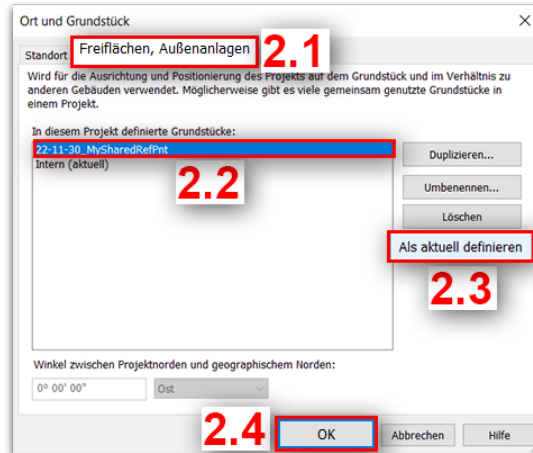 Ort und Grundstück
Standort
Freiflächen, Außenanlagen
2.1
Wird für die Ausrichtung und Positionierung des Projekts auf dem Grundstück und im Verhältnis zu
anderen Gebäuden verwendet. Möglicherweise gibt es viele gemeinsam genutzte Grundstücke in
einem Projekt.
In diesem Projekt definierte Grundstücke:
22-11-30_MySharedRefPnt
Intern (aktuell)
2.2
Duplizieren...
Umbenennen...
Löschen
Als aktuell definieren
2.3
Winkel zwischen Projektnorden und geographischem Norden:
0° 00' 00"
Ost
2.4
OK
Abbrechen
Hilfe